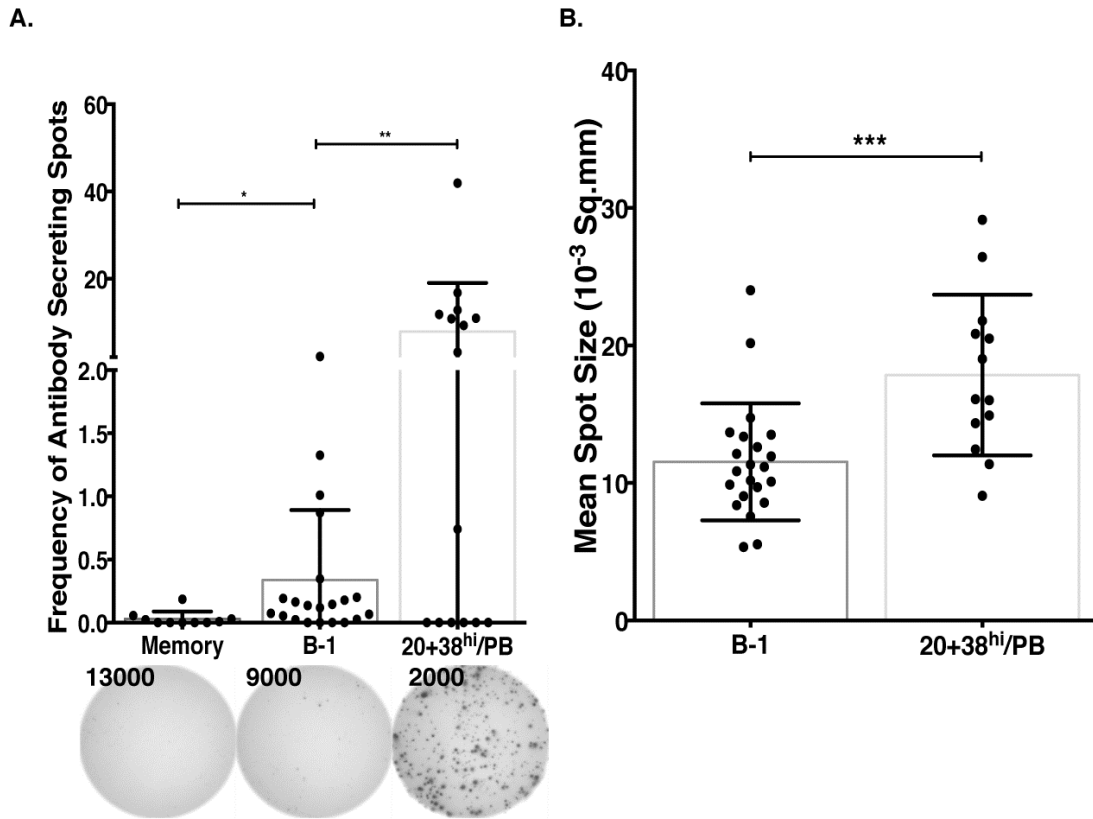 A.
Frequency of Antibody Secreting Spots
60
40
20
2.0
1.5
1.0
0.5
0.0
*
**
Memory B-1 20+38hi/PB
13000 9000 2000
B.
Mean Spot Size (10-3 Sq.mm)
40
30
20
10
0
***
B-1 20+38hi/PB